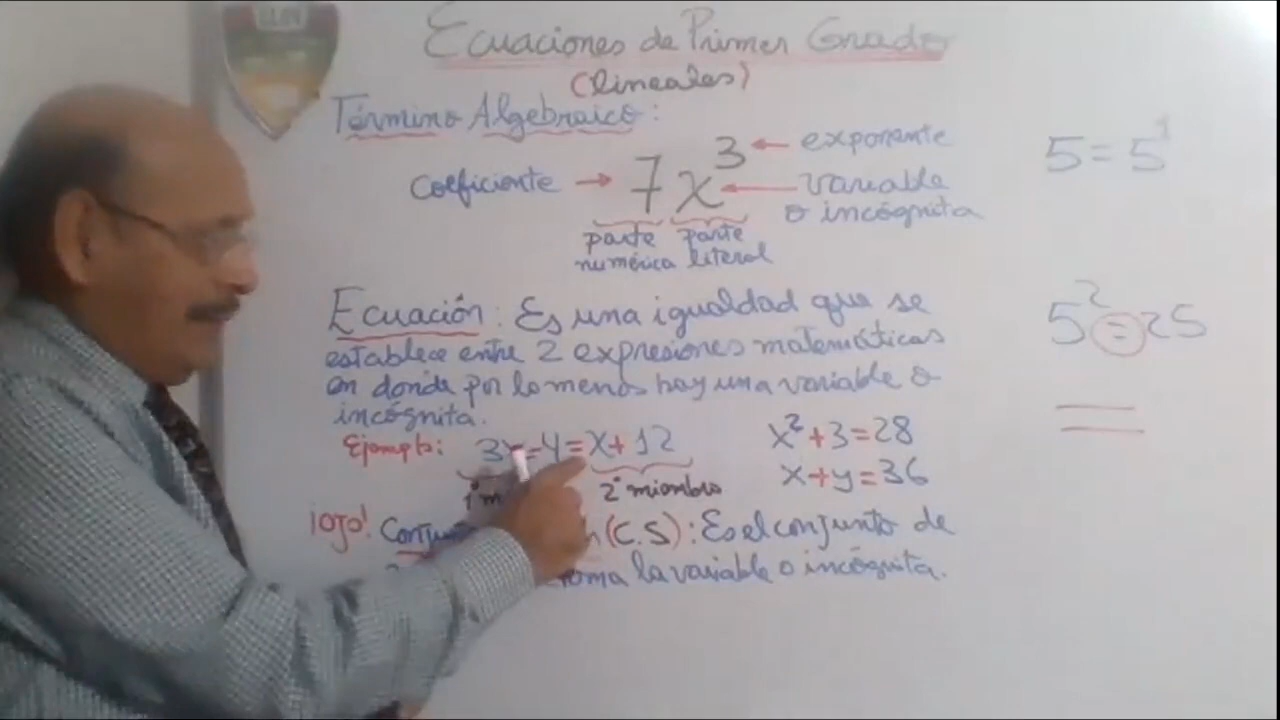 Ecuaciones de Primer Grado
(lineales)
Término Algebraico:
coeficiente → 7x³ ← exponente
← variable
o incógnita
parte parte
numérica literal
5 = 5¹
5² = 25
Ecuación: Es una igualdad que se
establece entre 2 expresiones matemáticas
en donde por lo menos hay una variable o
incógnita.
Ejemplo: 3x-4=x+12
2° miembro
x²+3=28
x+y=36
¡OJO! (C.S): Es el conjunto de
toma la variable o incógnita.